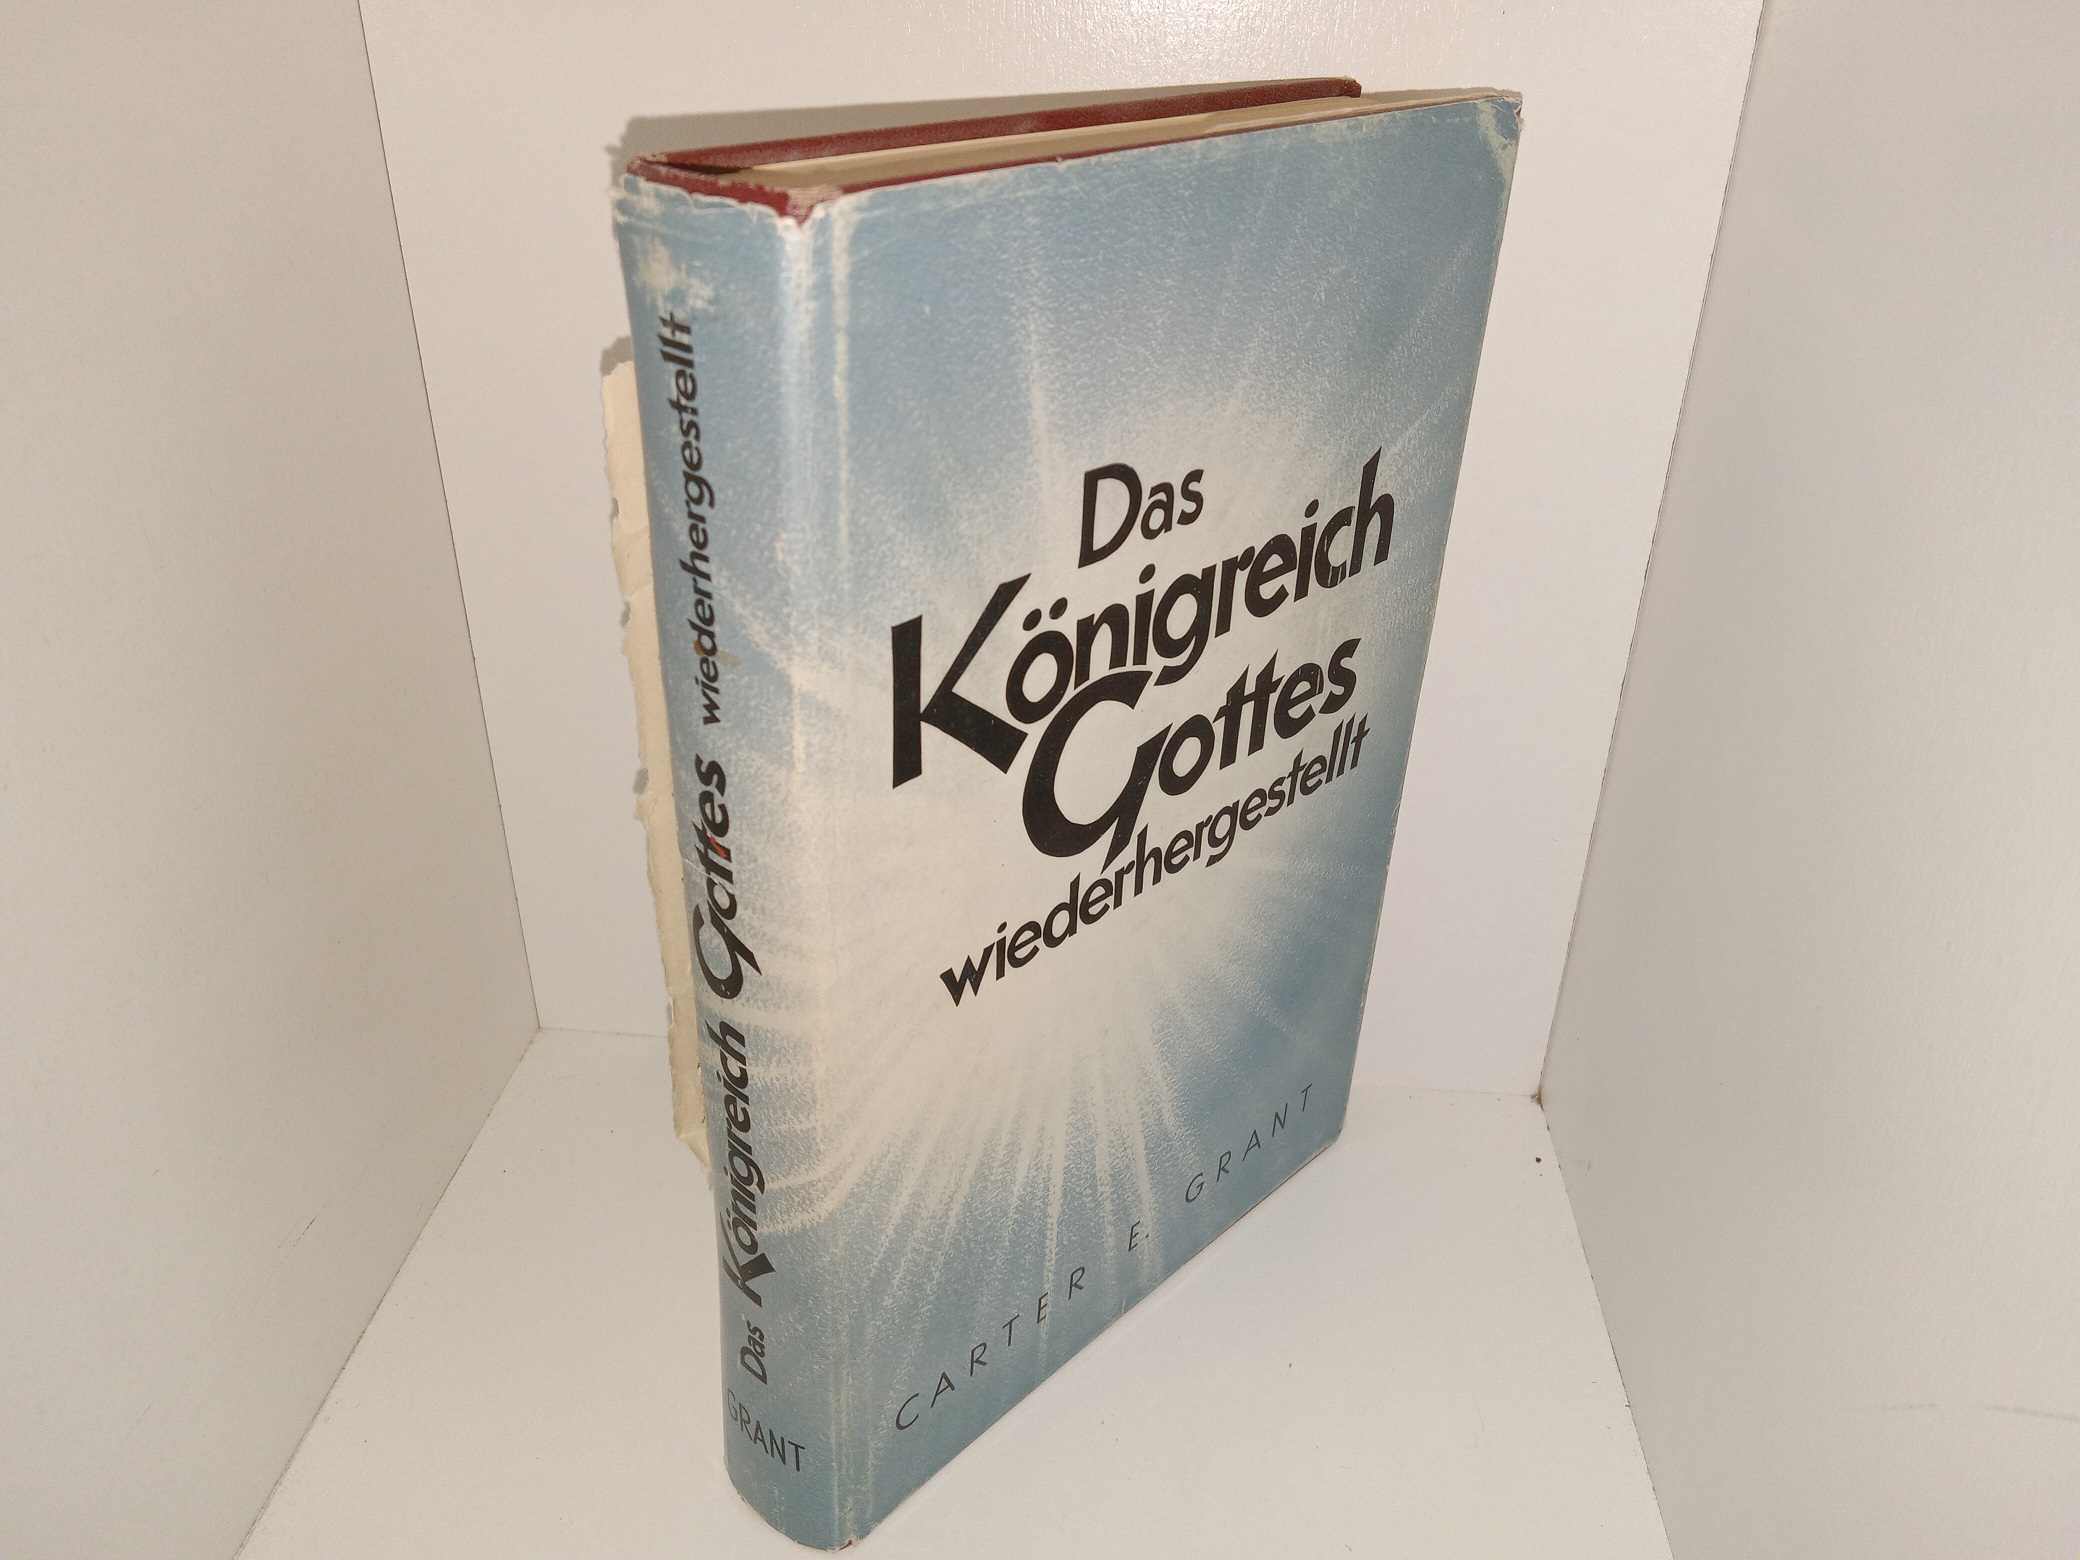 Das
Königreich
Gottes
wiederhergestellt
CARTER E. GRANT
Das Königreich Gottes wiederhergestellt
GRANT